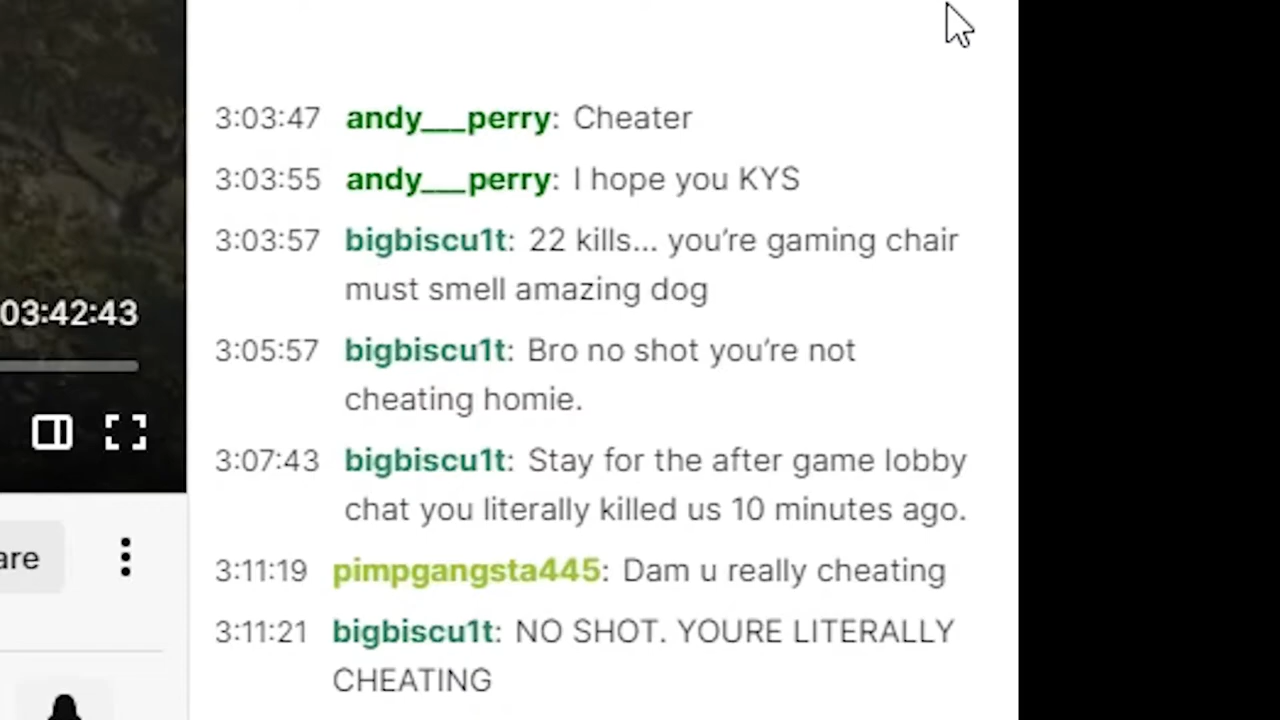 3:03:47 andy___perry: Cheater
3:03:55 andy___perry: I hope you KYS
3:03:57 bigbiscu1t: 22 kills... you're gaming chair
must smell amazing dog
03:42:43
3:05:57 bigbiscu1t: Bro no shot you're not
cheating homie.
3:07:43 bigbiscu1t: Stay for the after game lobby
chat you literally killed us 10 minutes ago.
are
3:11:19 pimpgangsta445: Dam u really cheating
3:11:21 bigbiscu1t: NO SHOT. YOURE LITERALLY
CHEATING